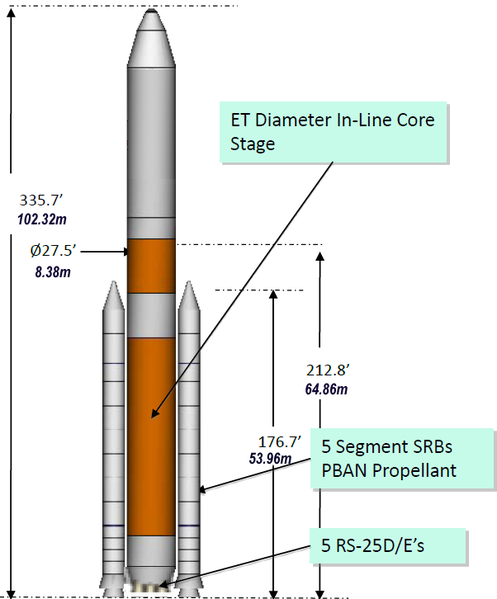 ET Diameter In-Line Core
Stage
335.7’
102.32m
Ø27.5’
8.38m
212.8’
64.86m
176.7’
53.96m
5 Segment SRBs
PBAN Propellant
5 RS-25D/E’s